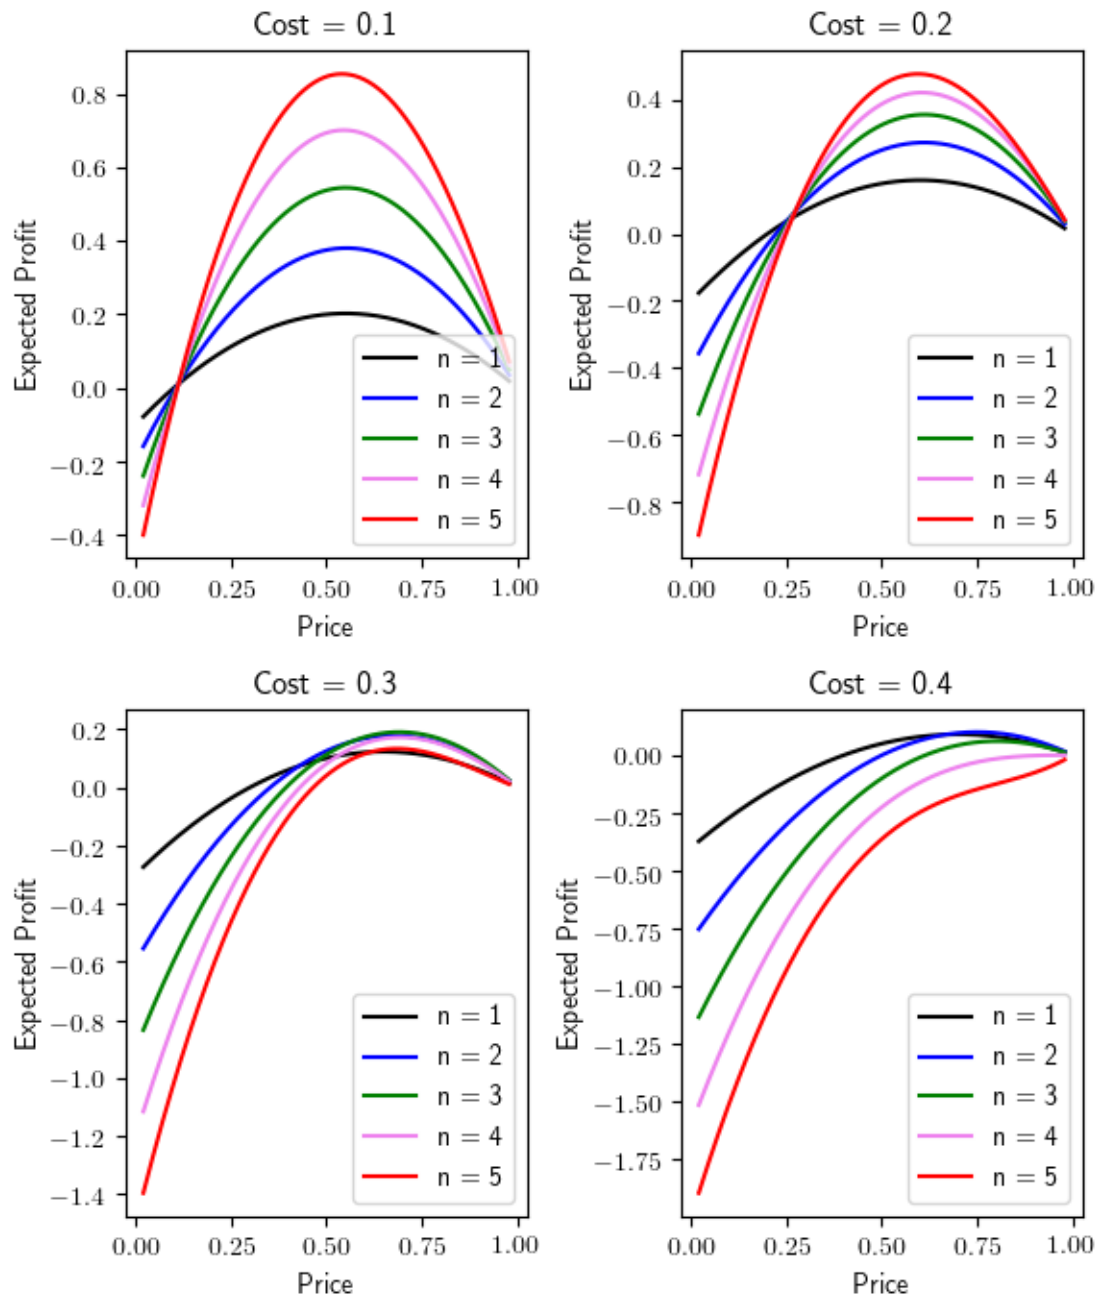 Cost = 0.1
Expected Profit
0.8
0.6
0.4
0.2
0.0
−0.2
−0.4
n = 1
n = 2
n = 3
n = 4
n = 5
0.00 0.25 0.50 0.75 1.00
Price
Cost = 0.2
Expected Profit
0.4
0.2
0.0
−0.2
−0.4
−0.6
−0.8
n = 1
n = 2
n = 3
n = 4
n = 5
0.00 0.25 0.50 0.75 1.00
Price
Cost = 0.3
Expected Profit
0.2
0.0
−0.2
−0.4
−0.6
−0.8
−1.0
−1.2
−1.4
n = 1
n = 2
n = 3
n = 4
n = 5
0.00 0.25 0.50 0.75 1.00
Price
Cost = 0.4
Expected Profit
0.00
−0.25
−0.50
−0.75
−1.00
−1.25
−1.50
−1.75
n = 1
n = 2
n = 3
n = 4
n = 5
0.00 0.25 0.50 0.75 1.00
Price